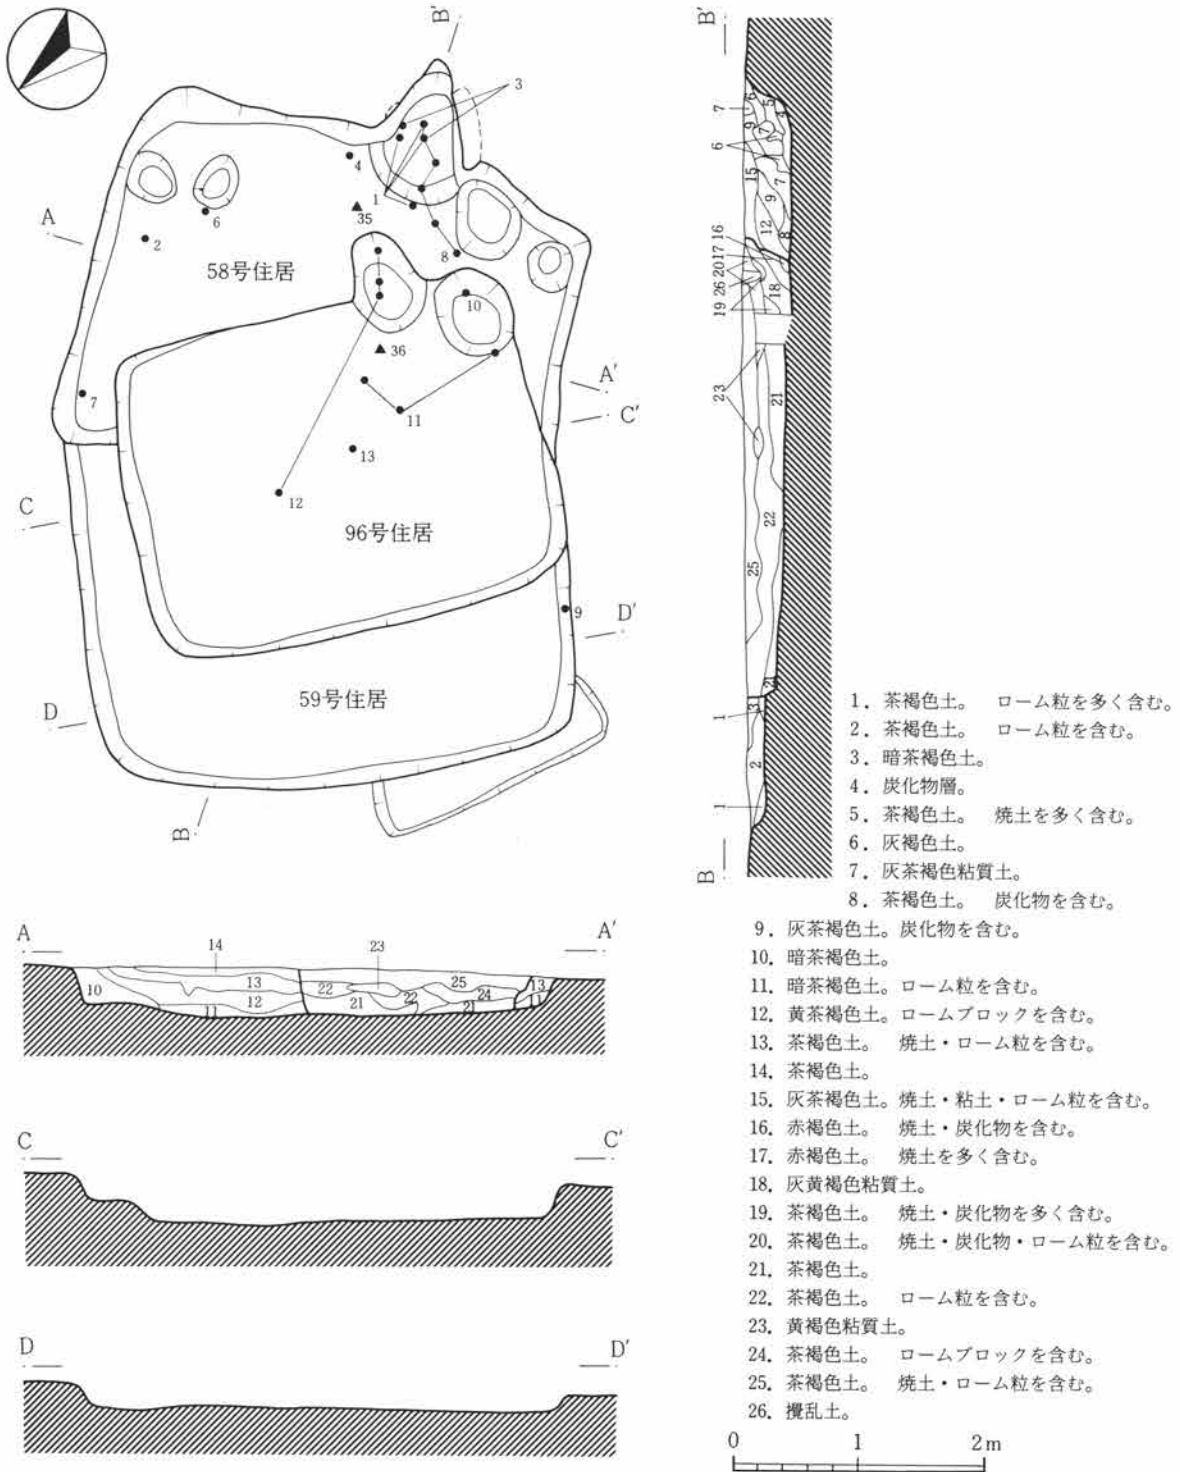 B′
3
4
1
35
6
2
8
A
58号住居
10
36
7
A′
C′
11
13
12
C
96号住居
9
D′
59号住居
D
B
B′
6
5
7
4
9
7
6
15
7
9
12
8
16
17
20
26
18
19
23
21
22
25
3
1
2
1
B
1. 茶褐色土。 ローム粒を多く含む。
2. 茶褐色土。 ローム粒を含む。
3. 暗茶褐色土。
4. 炭化物層。
5. 茶褐色土。 焼土を多く含む。
6. 灰褐色土。
7. 灰茶褐色粘質土。
8. 茶褐色土。 炭化物を含む。
9. 灰茶褐色土。炭化物を含む。
10. 暗茶褐色土。
11. 暗茶褐色土。ローム粒を含む。
12. 黄茶褐色土。ロームブロックを含む。
13. 茶褐色土。 焼土・ローム粒を含む。
14. 茶褐色土。
15. 灰茶褐色土。焼土・粘土・ローム粒を含む。
16. 赤褐色土。 焼土・炭化物を含む。
17. 赤褐色土。 焼土を多く含む。
18. 灰黄褐色粘質土。
19. 茶褐色土。 焼土・炭化物を多く含む。
20. 茶褐色土。 焼土・炭化物・ローム粒を含む。
21. 茶褐色土。
22. 茶褐色土。 ローム粒を含む。
23. 黄褐色粘質土。
24. 茶褐色土。 ロームブロックを含む。
25. 茶褐色土。 焼土・ローム粒を含む。
26. 攪乱土。
A
14
23
A′
10
13
12
11
22
21
22
25
24
21
13
11
C
C′
D
D′
0 1 2m